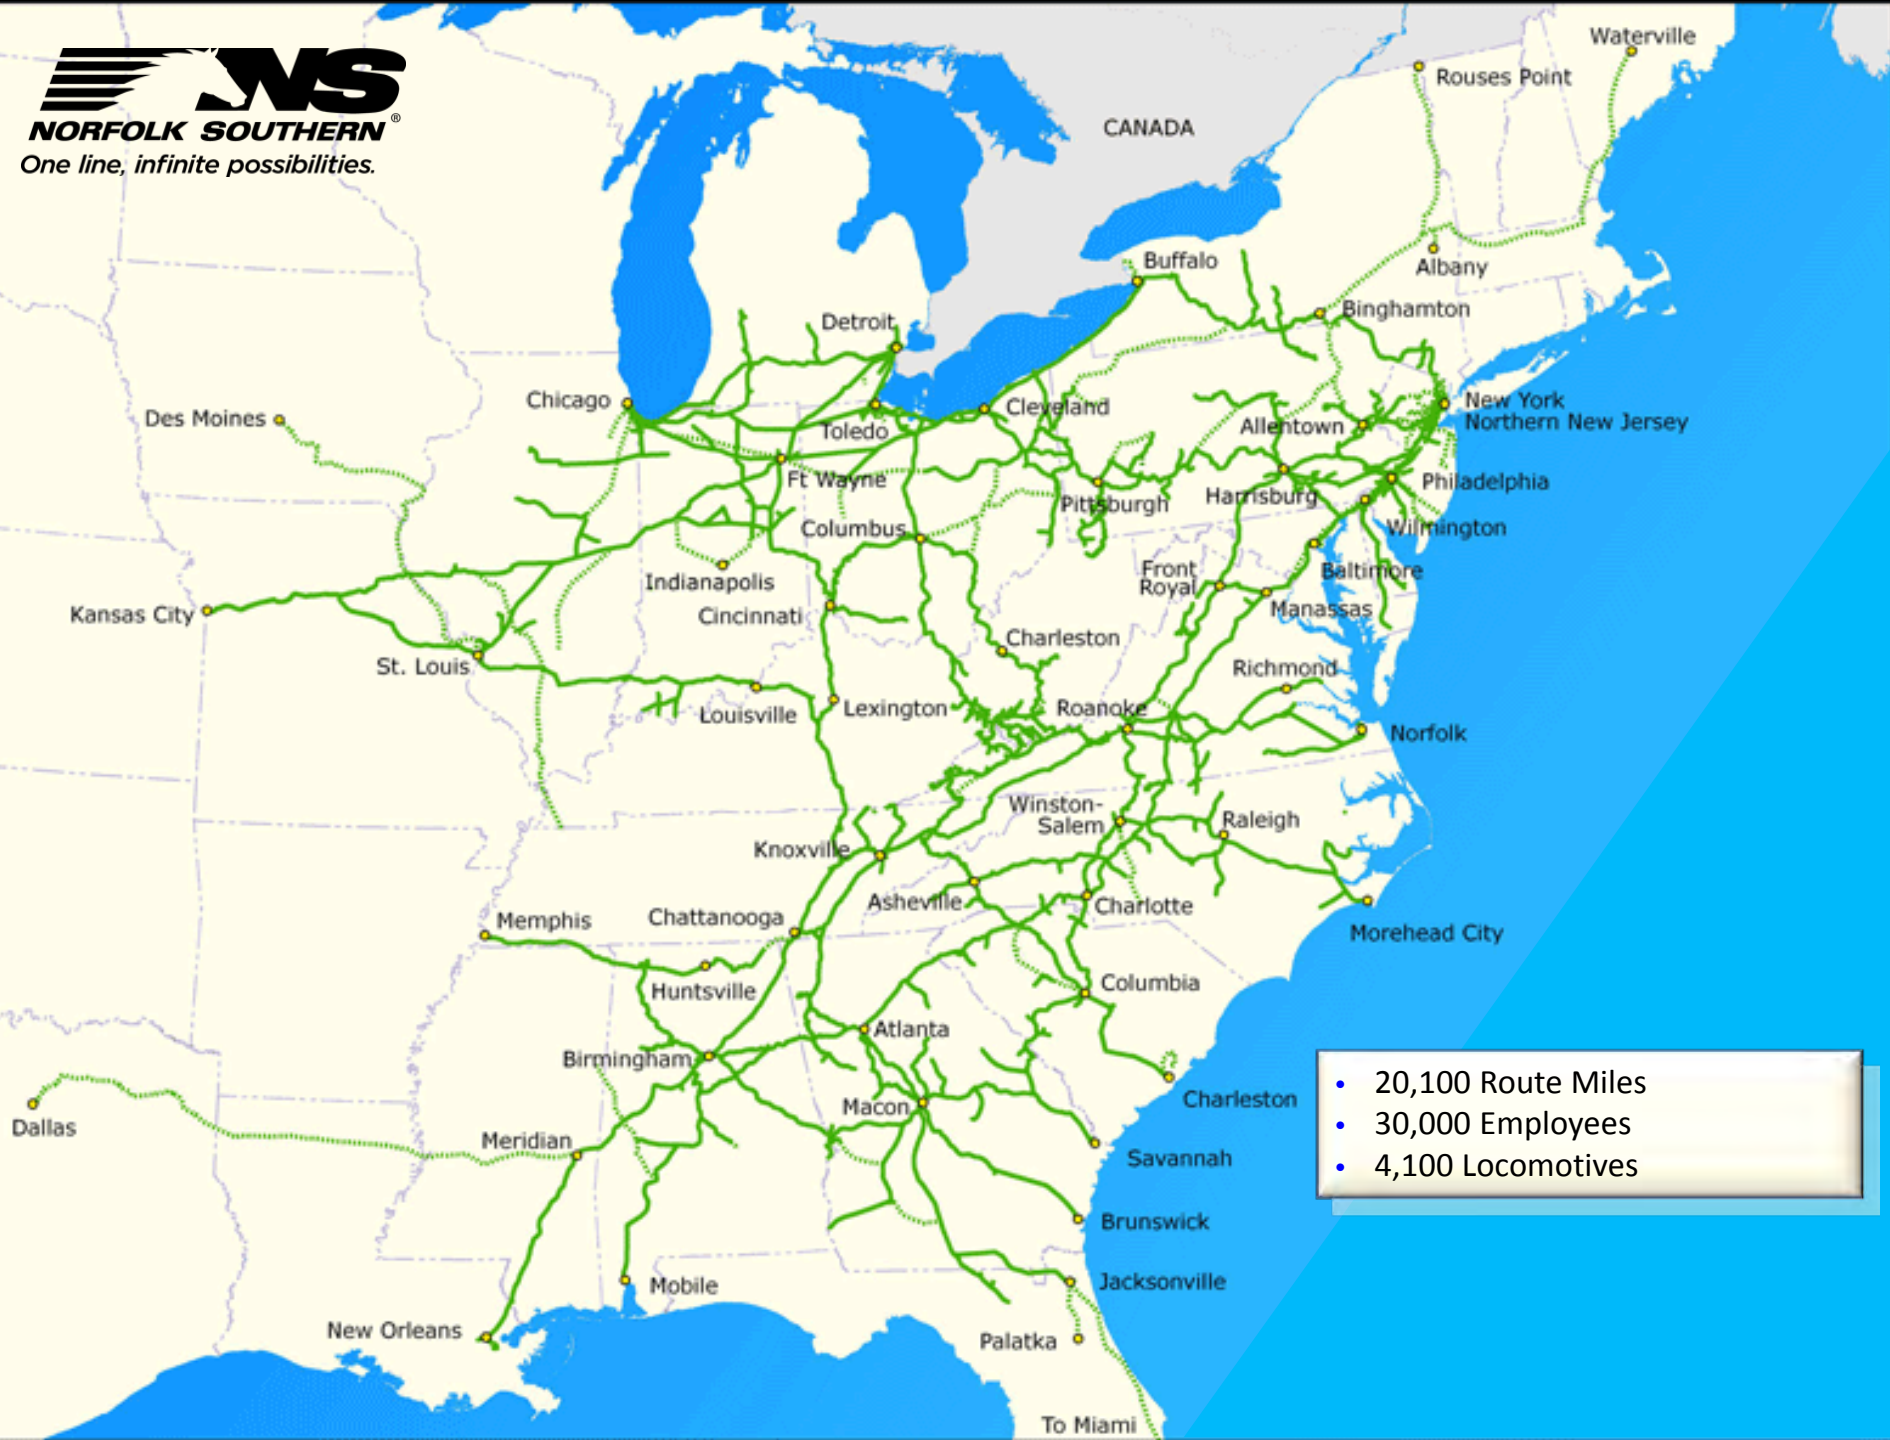 NS
NORFOLK SOUTHERN®
One line, infinite possibilities.
Waterville
Rouses Point
CANADA
Albany
Buffalo
Binghamton
Detroit
Chicago
Cleveland
New York
Northern New Jersey
Des Moines
Toledo
Allentown
Ft Wayne
Philadelphia
Pittsburgh
Harrisburg
Columbus
Wilmington
Indianapolis
Front
Royal
Baltimore
Kansas City
Cincinnati
Manassas
Charleston
St. Louis
Richmond
Louisville
Lexington
Roanoke
Norfolk
Winston-
Salem
Raleigh
Knoxville
Asheville
Charlotte
Memphis
Chattanooga
Morehead City
Huntsville
Columbia
Atlanta
Birmingham
Charleston
Macon
Dallas
Meridian
Savannah
Brunswick
Mobile
Jacksonville
New Orleans
Palatka
To Miami
• 20,100 Route Miles
• 30,000 Employees
• 4,100 Locomotives